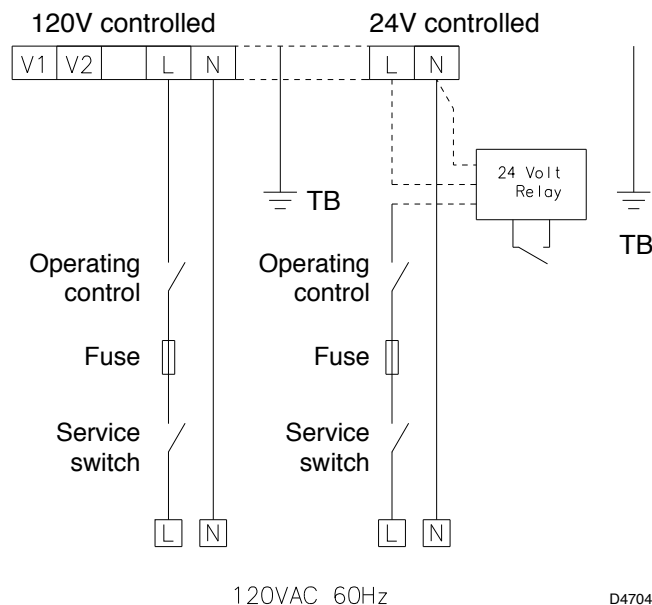 120V controlled
24V controlled
V1 V2 L N
L N
24 Volt
Relay
TB
TB
Operating
control
Operating
control
Fuse
Fuse
Service
switch
Service
switch
L N
L N
120VAC 60Hz
D4704